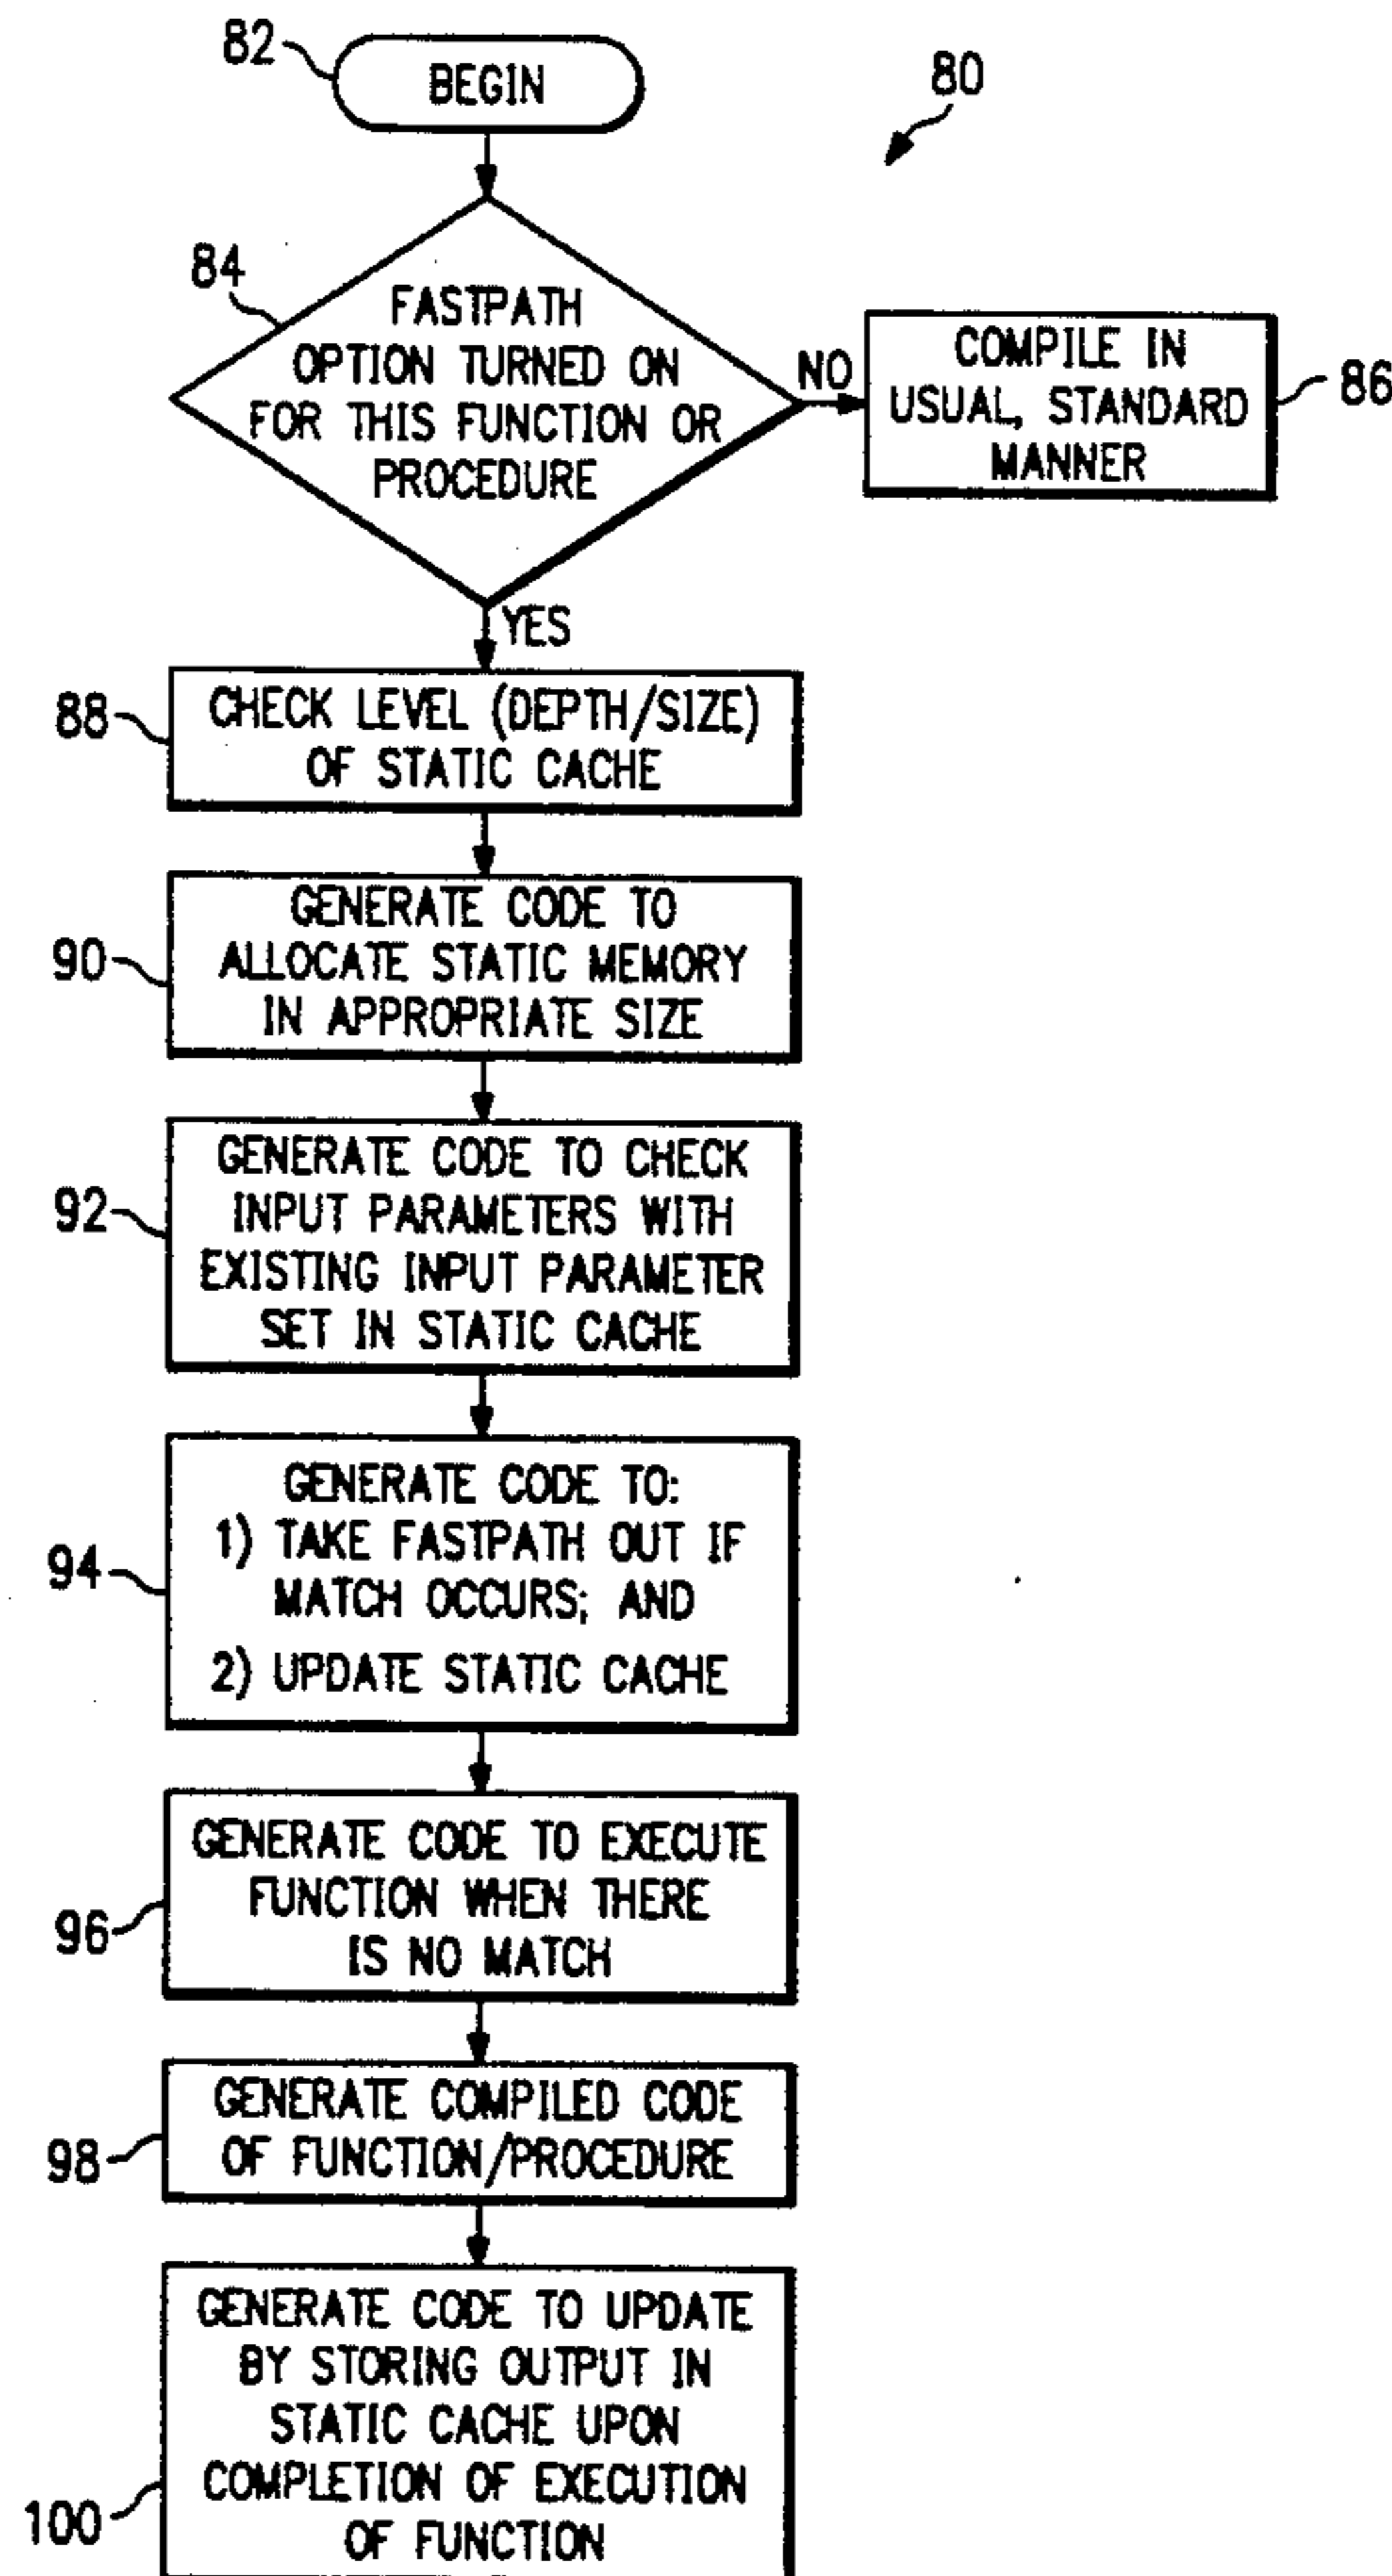 82
BEGIN
80
84
FASTPATH
OPTION TURNED ON
FOR THIS FUNCTION OR
PROCEDURE
NO
COMPILE IN
USUAL, STANDARD
MANNER
86
YES
88
CHECK LEVEL (DEPTH/SIZE)
OF STATIC CACHE
90
GENERATE CODE TO
ALLOCATE STATIC MEMORY
IN APPROPRIATE SIZE
92
GENERATE CODE TO CHECK
INPUT PARAMETERS WITH
EXISTING INPUT PARAMETER
SET IN STATIC CACHE
94
GENERATE CODE TO:
1) TAKE FASTPATH OUT IF
MATCH OCCURS; AND
2) UPDATE STATIC CACHE
96
GENERATE CODE TO EXECUTE
FUNCTION WHEN THERE
IS NO MATCH
98
GENERATE COMPILED CODE
OF FUNCTION/PROCEDURE
100
GENERATE CODE TO UPDATE
BY STORING OUTPUT IN
STATIC CACHE UPON
COMPLETION OF EXECUTION
OF FUNCTION